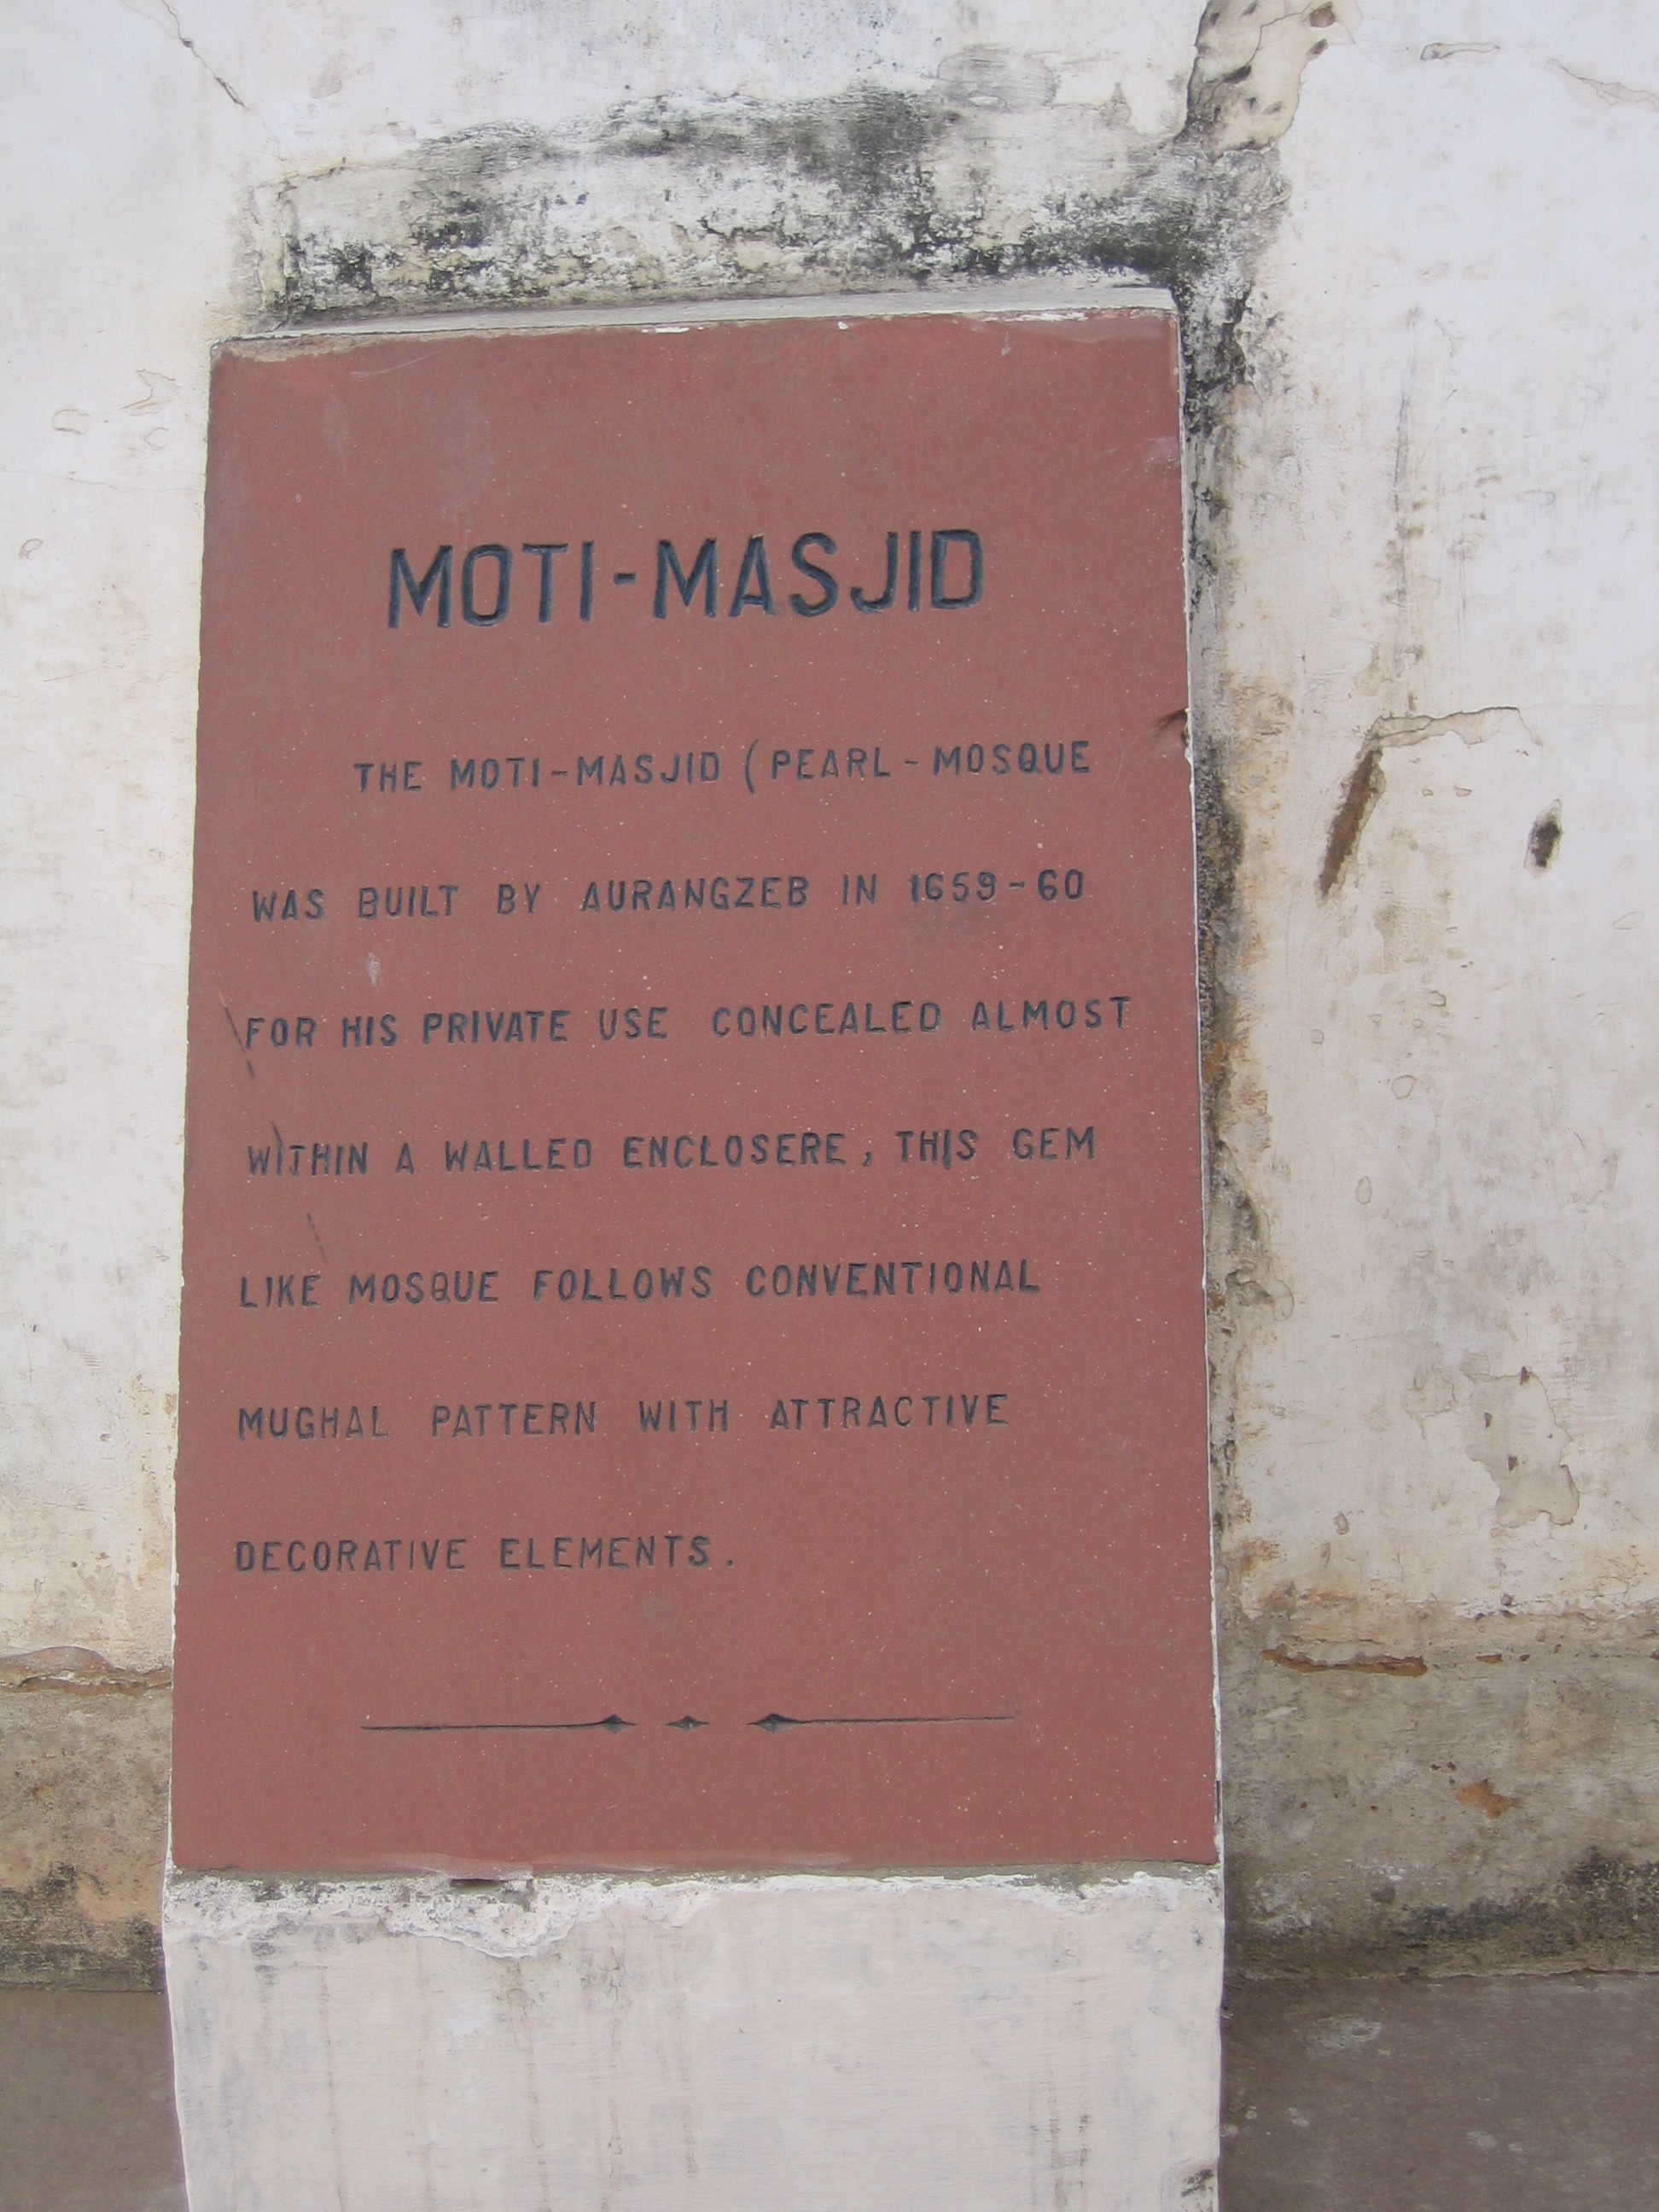 MOTI-MASJID
THE MOTI-MASJID (PEARL-MOSQUE)
WAS BUILT BY AURANGZEB IN 1659-60
FOR HIS PRIVATE USE CONCEALED ALMOST
WITHIN A WALLED ENCLOSERE, THIS GEM
LIKE MOSQUE FOLLOWS CONVENTIONAL
MUGHAL PATTERN WITH ATTRACTIVE
DECORATIVE ELEMENTS.